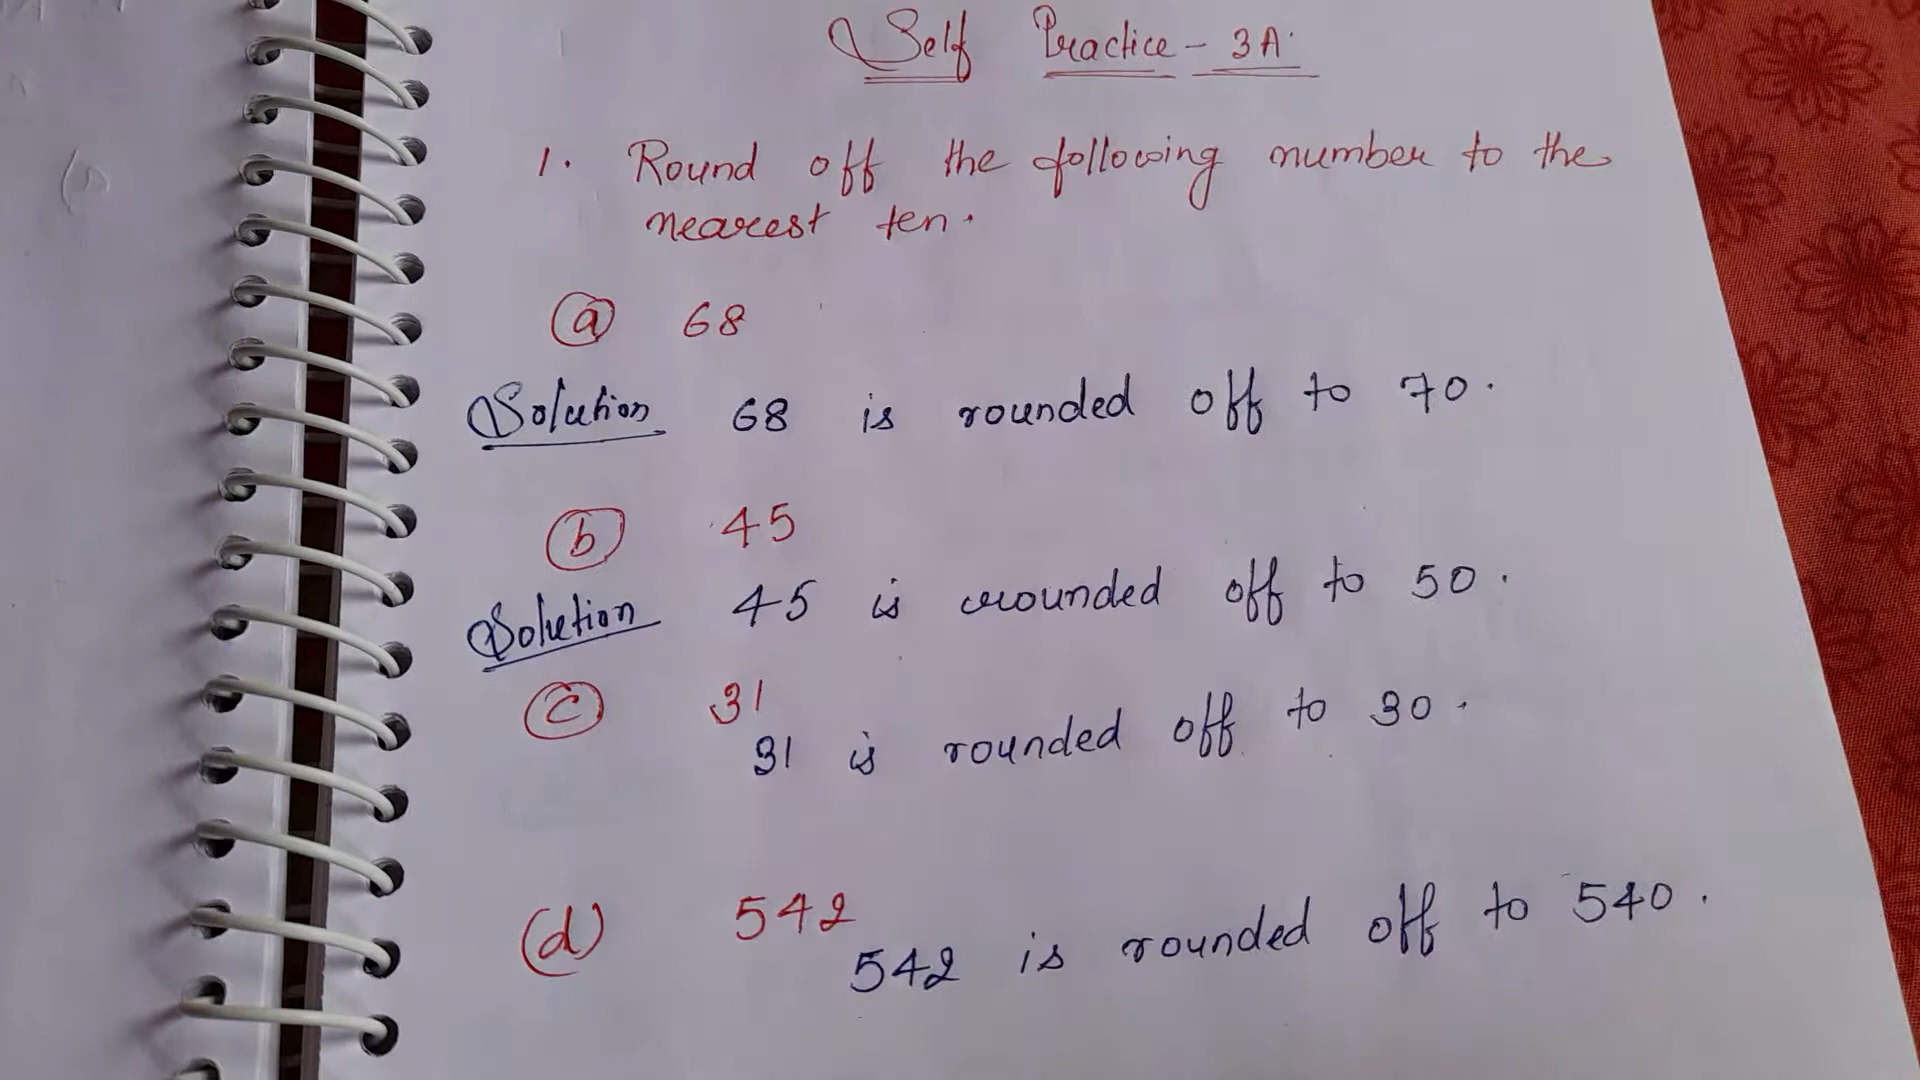 Self Practice - 3A.
1. Round off the following number to the
nearest ten.
(a) 68
Solution 68 is rounded off to 70.
(b) 45
Solution 45 is rounded off to 50.
(c) 31
31 is rounded off to 30.
(d) 542
542 is rounded off to 540.